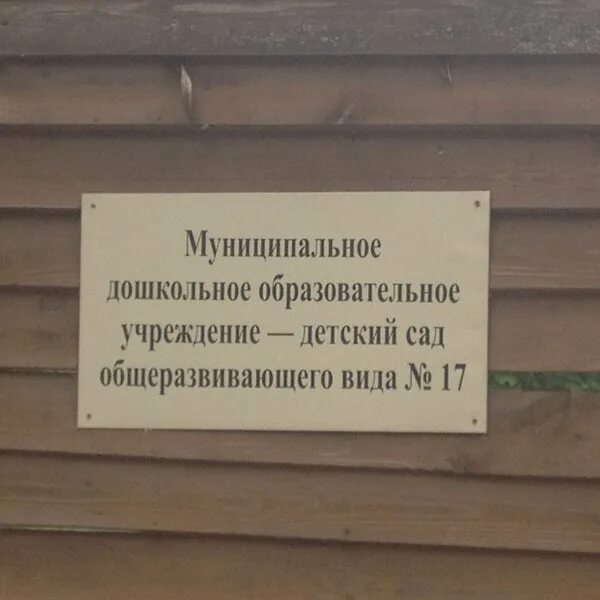 Муниципальное
дошкольное образовательное
учреждение — детский сад
общеразвивающего вида № 17